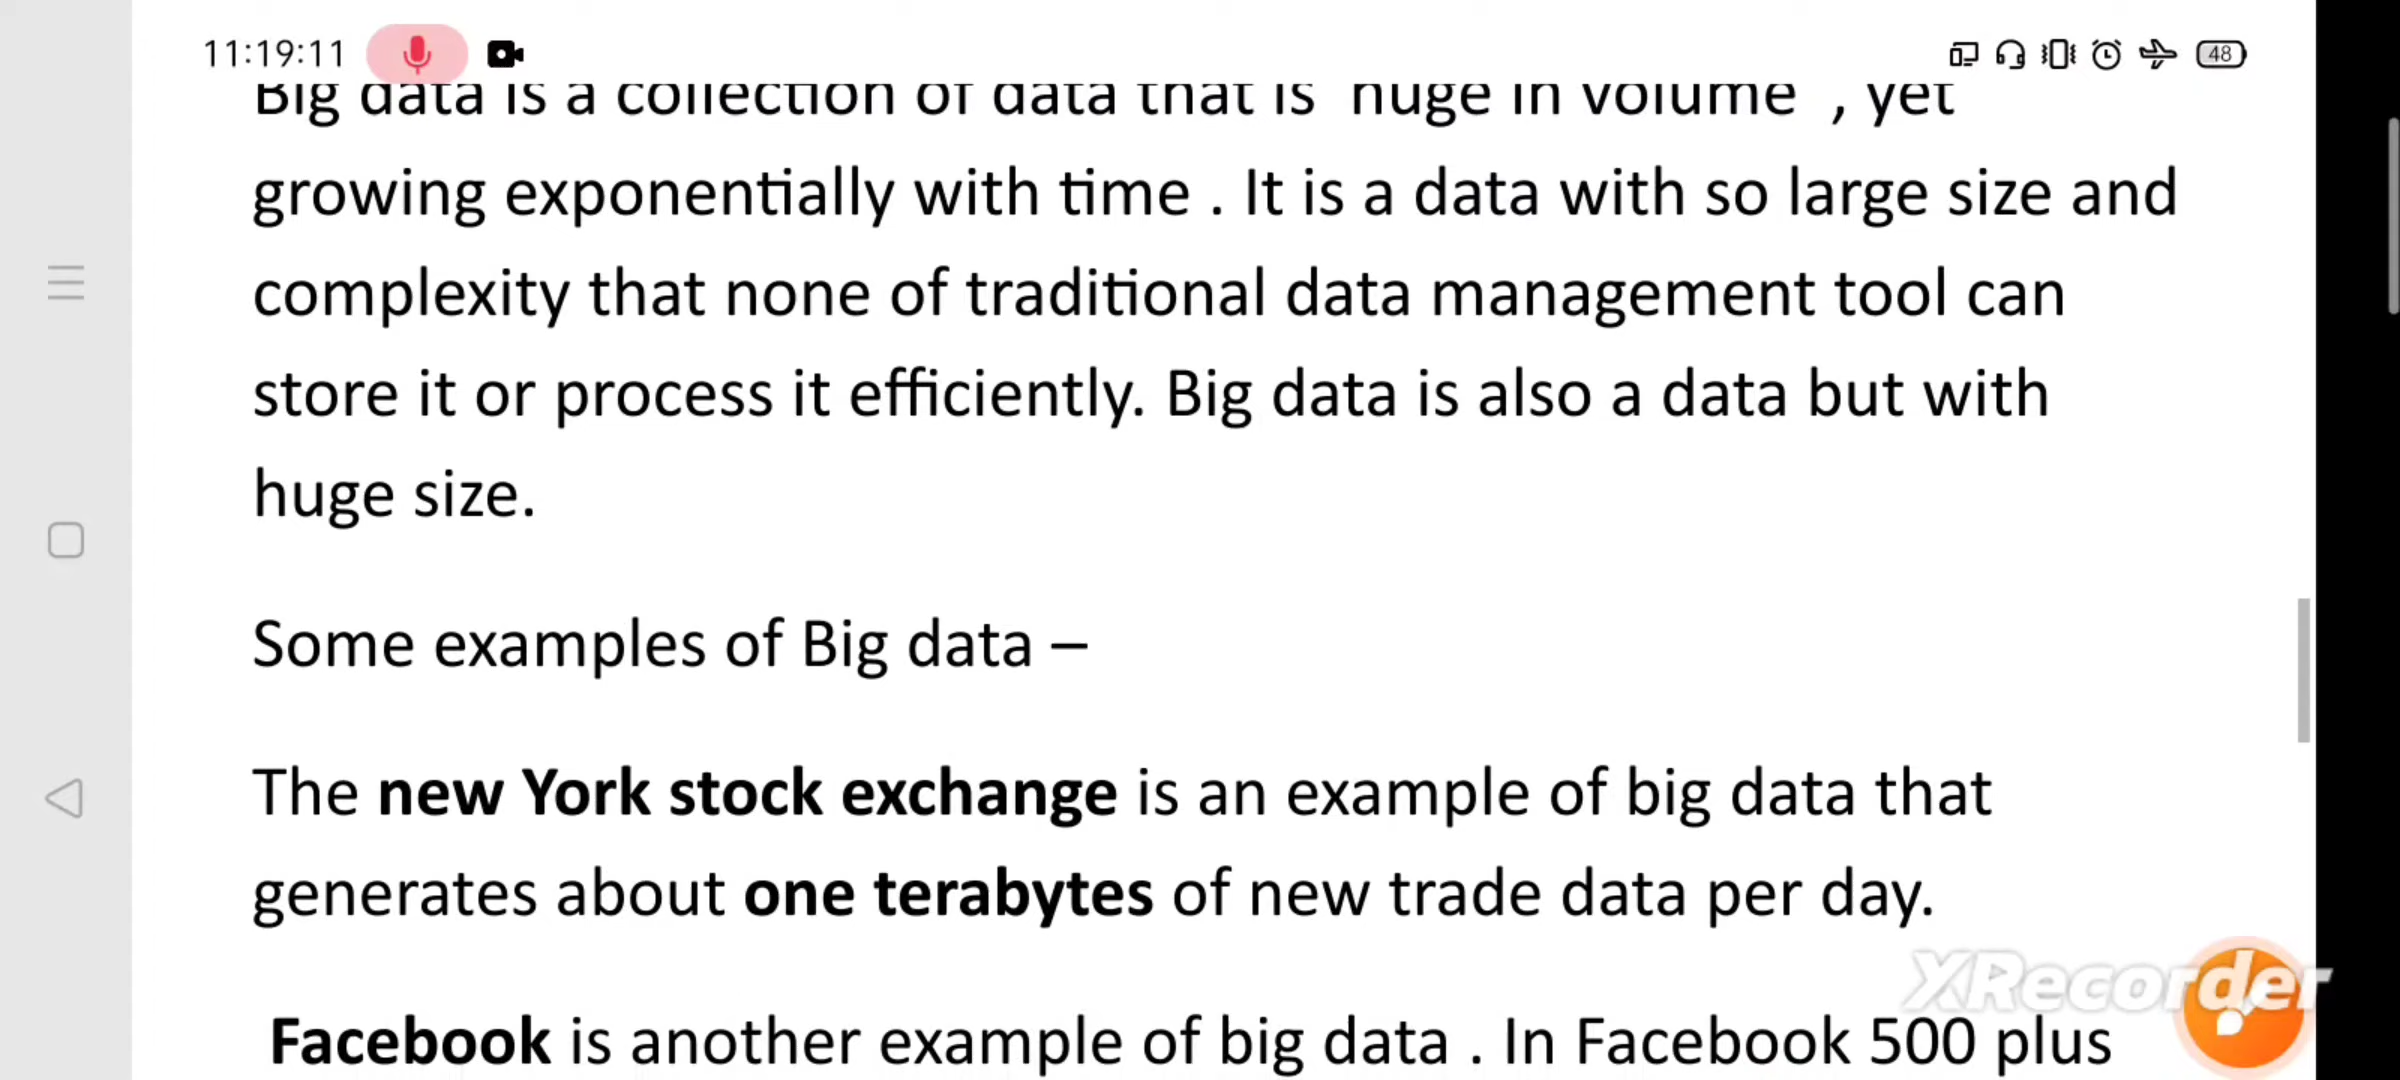 11:19:11
48
Big data is a collection of data that is  huge in volume  , yet
growing exponentially with time . It is a data with so large size and
complexity that none of traditional data management tool can
store it or process it efficiently. Big data is also a data but with
huge size.
Some examples of Big data –
The new York stock exchange is an example of big data that
generates about one terabytes of new trade data per day.
XRecorder
Facebook is another example of big data . In Facebook 500 plus